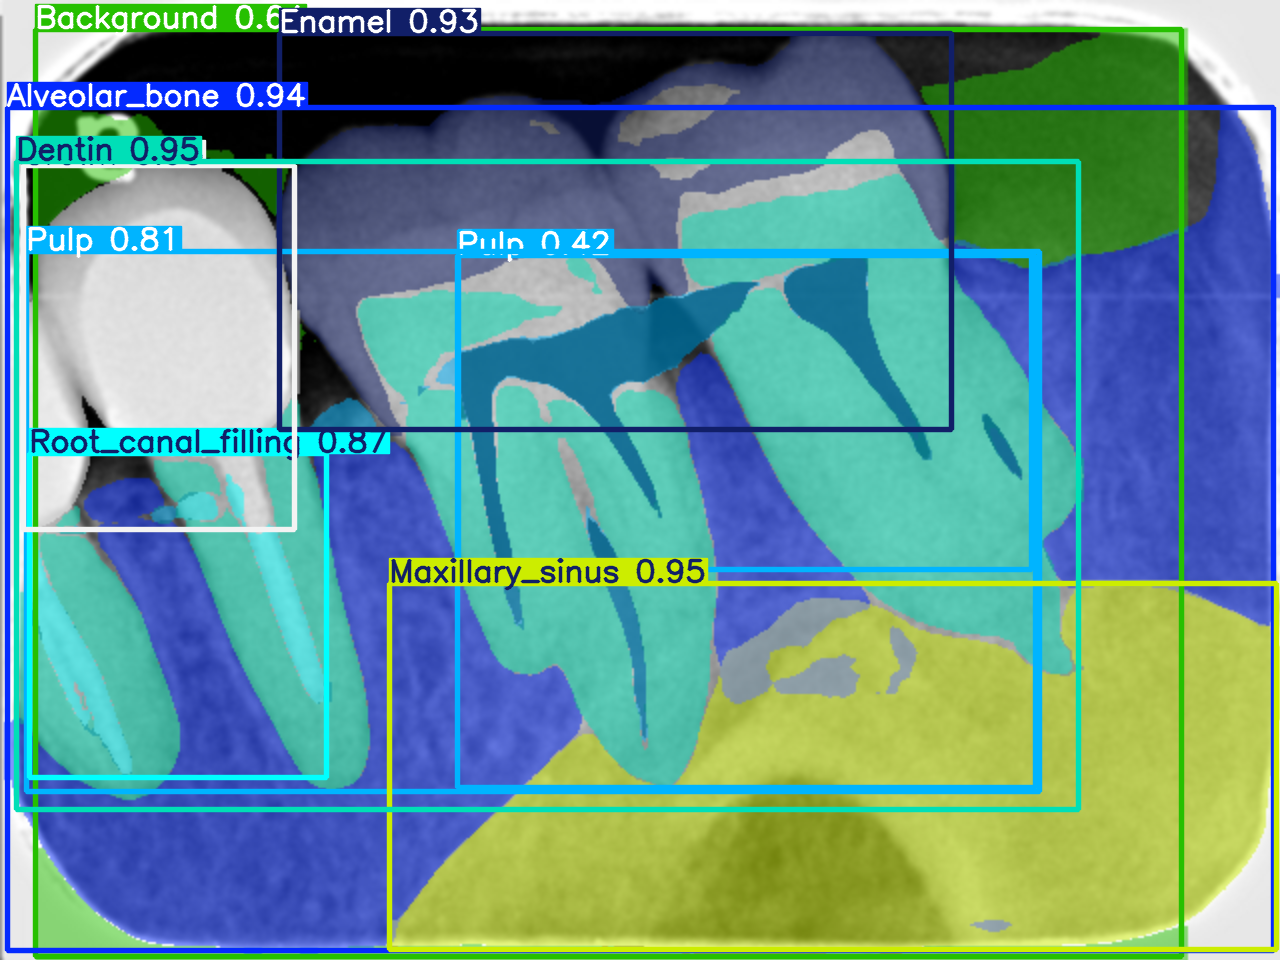 Background 0.6
Enamel 0.93
Alveolar_bone 0.94
Dentin 0.95
Pulp 0.81
Pulp 0.42
Root_canal_filling 0.87
Maxillary_sinus 0.95